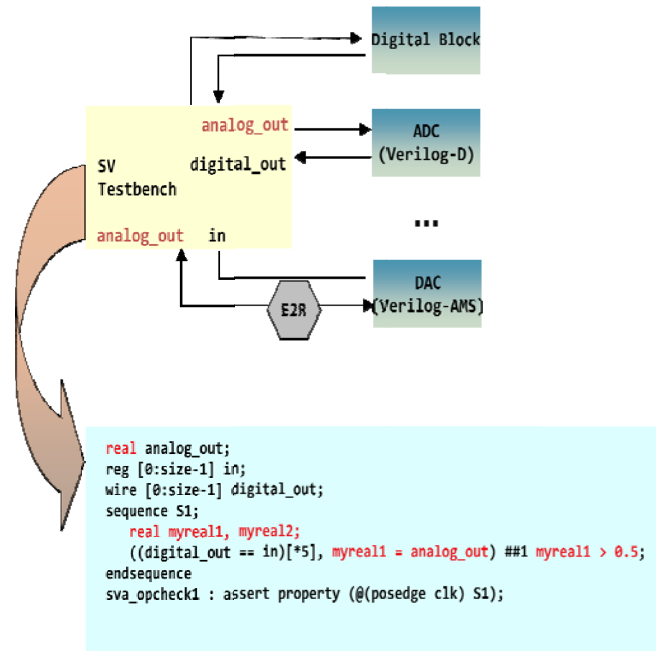 Digital Block
analog_out
ADC
(Verilog-D)
SV
Testbench
digital_out
...
analog_out in
DAC
(Verilog-AMS)
E2R
real analog_out;
reg [0:size-1] in;
wire [0:size-1] digital_out;
sequence S1;
real myreal1, myreal2;
((digital_out == in)[*5], myreal1 = analog_out) ##1 myreal1 > 0.5;
endsequence
sva_opcheck1 : assert property (@(posedge clk) S1);